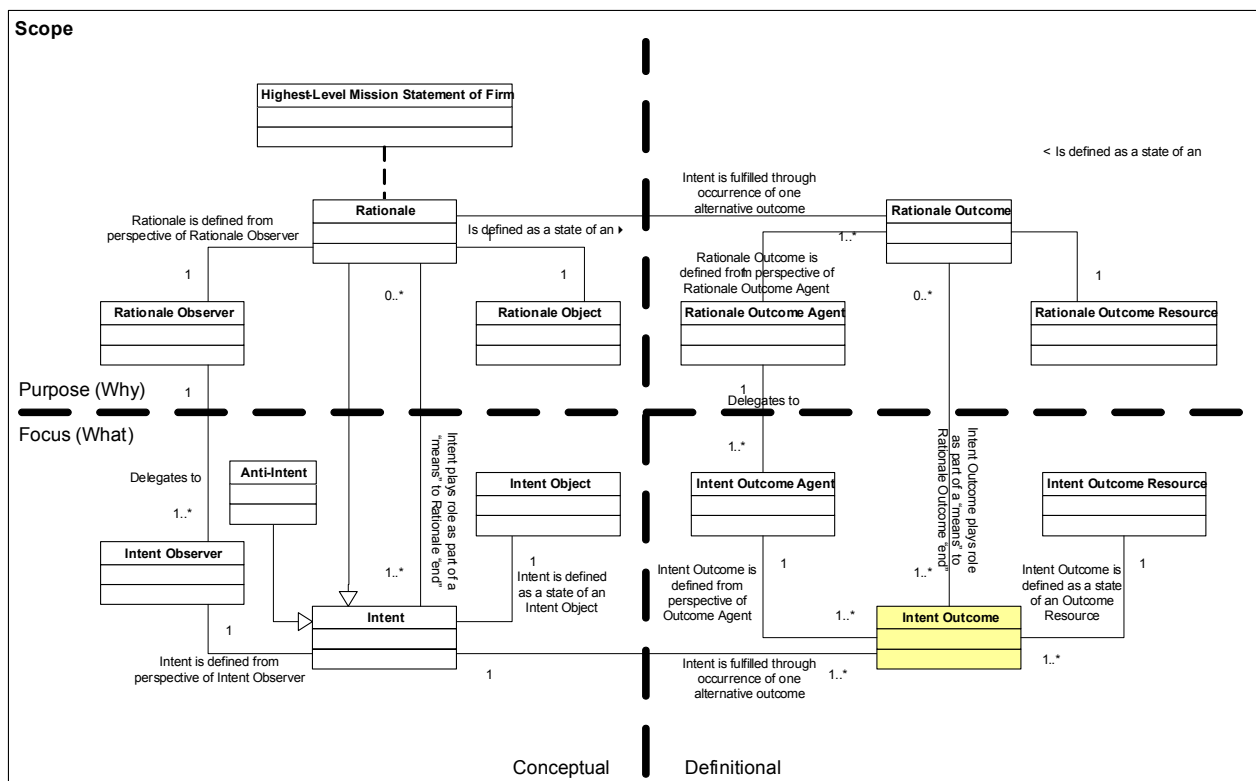 Scope
Highest-Level Mission Statement of Firm
< Is defined as a state of an
Intent is fulfilled through
occurrence of one
alternative outcome
Rationale
Rationale Outcome
Rationale is defined from
perspective of Rationale Observer
Is defined as a state of an
1
1..*
Rationale Outcome is
defined from perspective of
Rationale Outcome Agent
1
1
0..*
1
0..*
1
Rationale Observer
Rationale Object
Rationale Outcome Agent
Rationale Outcome Resource
Purpose (Why)
1
1
Delegates to
Focus (What)
Intent plays role as part of a
“means” to Rationale “end”
Intent Outcome plays role
as part of a “means” to
Rationale Outcome “end”
1..*
Anti-Intent
Delegates to
Intent Object
Intent Outcome Agent
Intent Outcome Resource
1..*
Intent Observer
1
1
1
1..*
1..*
Intent is defined
as a state of an
Intent Object
Intent Outcome is
defined from
perspective of
Outcome Agent
Intent Outcome is
defined as a state
of an Outcome
Resource
1..*
Intent
Intent Outcome
1
Intent is defined from
perspective of Intent Observer
1
Intent is fulfilled through
occurrence of one
alternative outcome
1..*
1..*
Conceptual
Definitional